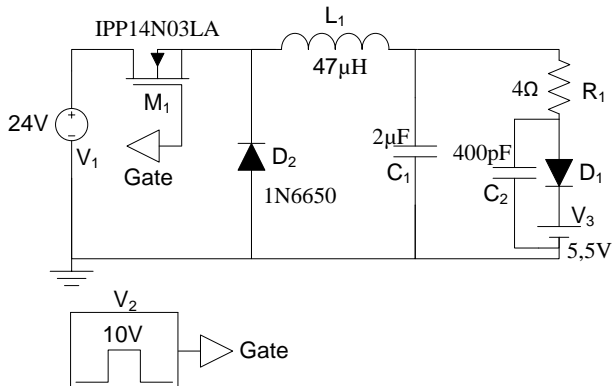 IPP14N03LA
L1
47µH
M1
24V
V1
Gate
D2
1N6650
2µF
C1
4Ω
R1
400pF
C2
D1
V3
5,5V
V2
10V
Gate